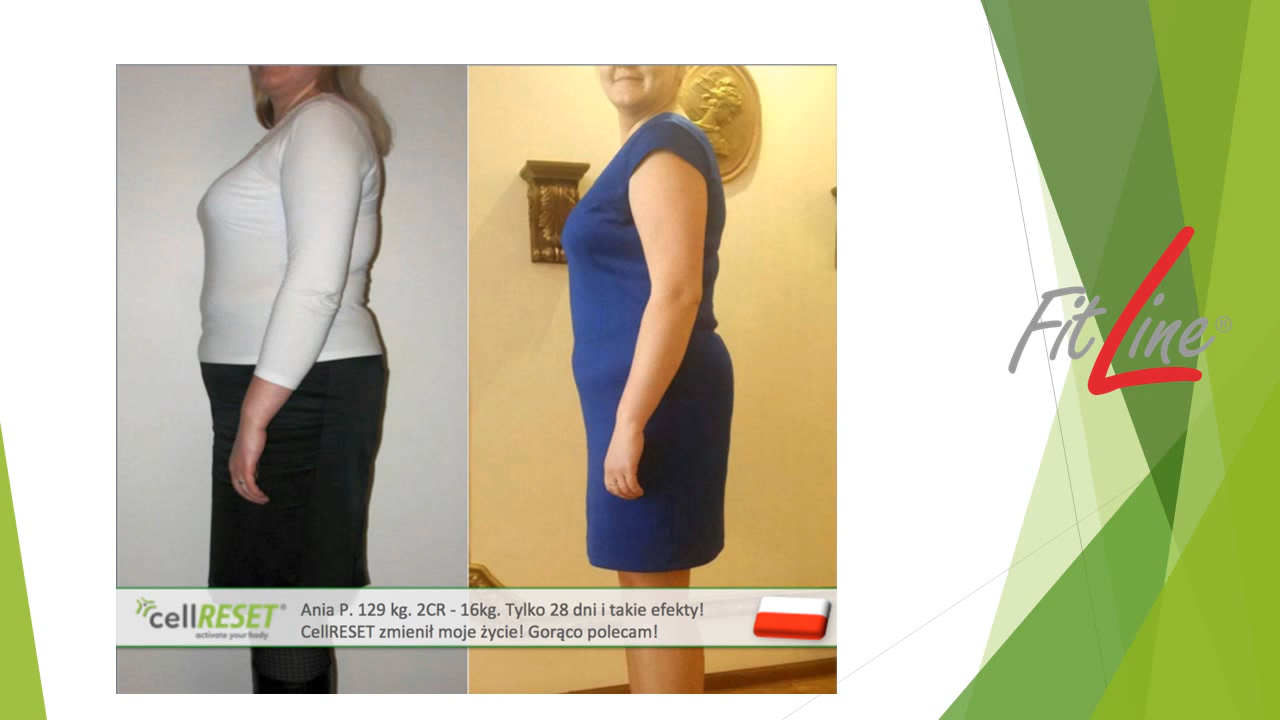 cellRESET®
activate your body
Ania P. 129 kg. 2CR - 16kg. Tylko 28 dni i takie efekty!
CellRESET zmienił moje życie! Gorąco polecam!
FitLine®